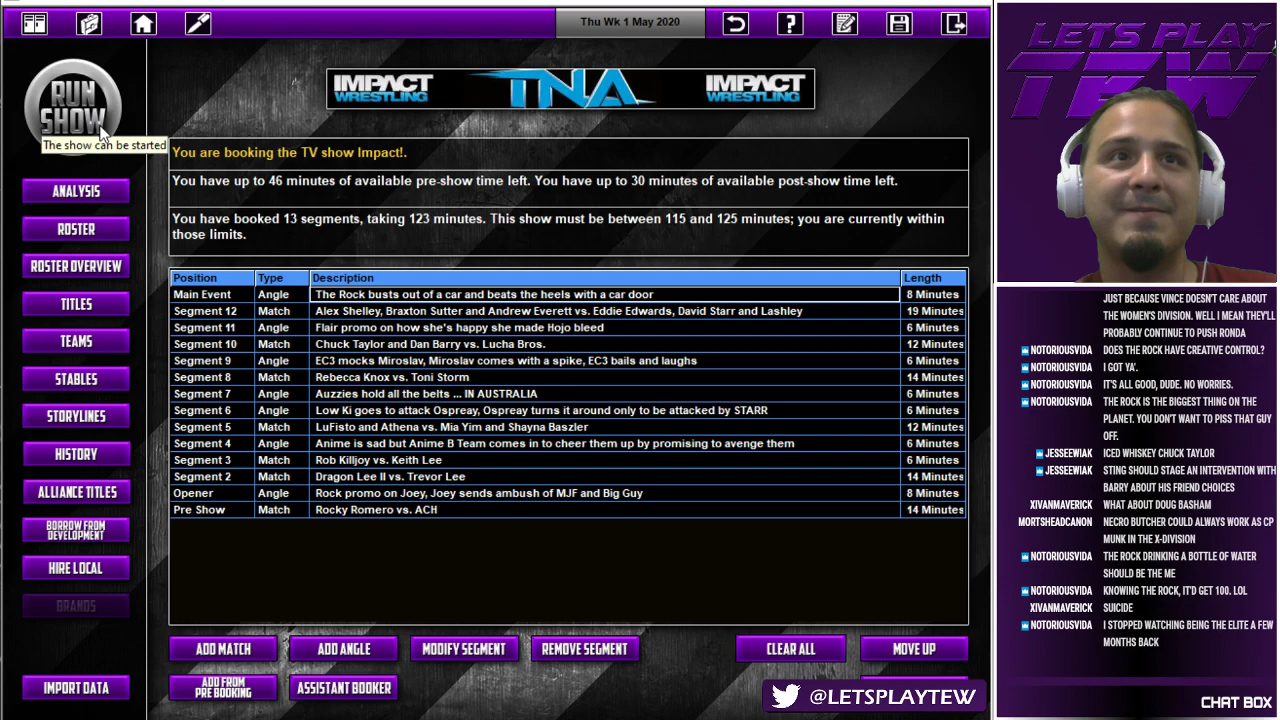 Thu Wk 1 May 2020
RUN
SHOW
The show can be started
IMPACT
WRESTLING
TNA
IMPACT
WRESTLING
You are booking the TV show Impact!.
You have up to 46 minutes of available pre-show time left. You have up to 30 minutes of available post-show time left.
You have booked 13 segments, taking 123 minutes. This show must be between 115 and 125 minutes; you are currently within
those limits.
ANALYSIS
ROSTER
ROSTER OVERVIEW
TITLES
TEAMS
STABLES
STORYLINES
HISTORY
ALLIANCE TITLES
BORROW FROM
DEVELOPMENT
HIRE LOCAL
BRANDS
IMPORT DATA
Position Type Description Length
Main Event Angle The Rock busts out of a car and beats the heels with a car door 8 Minutes
Segment 12 Match Alex Shelley, Braxton Sutter and Andrew Everett vs. Eddie Edwards, David Starr and Lashley 19 Minutes
Segment 11 Angle Flair promo on how she's happy she made Hojo bleed 6 Minutes
Segment 10 Match Chuck Taylor and Dan Barry vs. Lucha Bros. 12 Minutes
Segment 9 Angle EC3 mocks Miroslav, Miroslav comes with a spike, EC3 bails and laughs 6 Minutes
Segment 8 Match Rebecca Knox vs. Toni Storm 14 Minutes
Segment 7 Angle Auzzies hold all the belts ... IN AUSTRALIA 6 Minutes
Segment 6 Angle Low Ki goes to attack Ospreay, Ospreay turns it around only to be attacked by STARR 6 Minutes
Segment 5 Match LuFisto and Athena vs. Mia Yim and Shayna Baszler 12 Minutes
Segment 4 Angle Anime is sad but Anime B Team comes in to cheer them up by promising to avenge them 6 Minutes
Segment 3 Match Rob Killjoy vs. Keith Lee 6 Minutes
Segment 2 Match Dragon Lee II vs. Trevor Lee 14 Minutes
Opener Angle Rock promo on Joey, Joey sends ambush of MJF and Big Guy 8 Minutes
Pre Show Match Rocky Romero vs. ACH 14 Minutes
ADD MATCH
ADD ANGLE
MODIFY SEGMENT
REMOVE SEGMENT
CLEAR ALL
MOVE UP
ADD FROM
PRE BOOKING
ASSISTANT BOOKER
@LETSPLAYTEW
LETS PLAY
TEW
JUST BECAUSE VINCE DOESN'T CARE ABOUT
THE WOMEN'S DIVISION. WELL I MEAN THEY'LL
PROBABLY CONTINUE TO PUSH RONDA
NOTORIOUSVIDA DOES THE ROCK HAVE CREATIVE CONTROL?
NOTORIOUSVIDA I GOT YA'.
NOTORIOUSVIDA IT'S ALL GOOD, DUDE. NO WORRIES.
NOTORIOUSVIDA THE ROCK IS THE BIGGEST THING ON THE
PLANET. YOU DON'T WANT TO PISS THAT GUY
OFF.
JESSEEWIAK ICED WHISKEY CHUCK TAYLOR
JESSEEWIAK STING SHOULD STAGE AN INTERVENTION WITH
BARRY ABOUT HIS FRIEND CHOICES
XIVANMAVERICK WHAT ABOUT DOUG BASHAM
MORTSHEADCANON NECRO BUTCHER COULD ALWAYS WORK AS CP
MUNK IN THE X-DIVISION
NOTORIOUSVIDA THE ROCK DRINKING A BOTTLE OF WATER
SHOULD BE THE ME
NOTORIOUSVIDA KNOWING THE ROCK, IT'D GET 100. LOL
XIVANMAVERICK SUICIDE
NOTORIOUSVIDA I STOPPED WATCHING BEING THE ELITE A FEW
MONTHS BACK
CHAT BOX